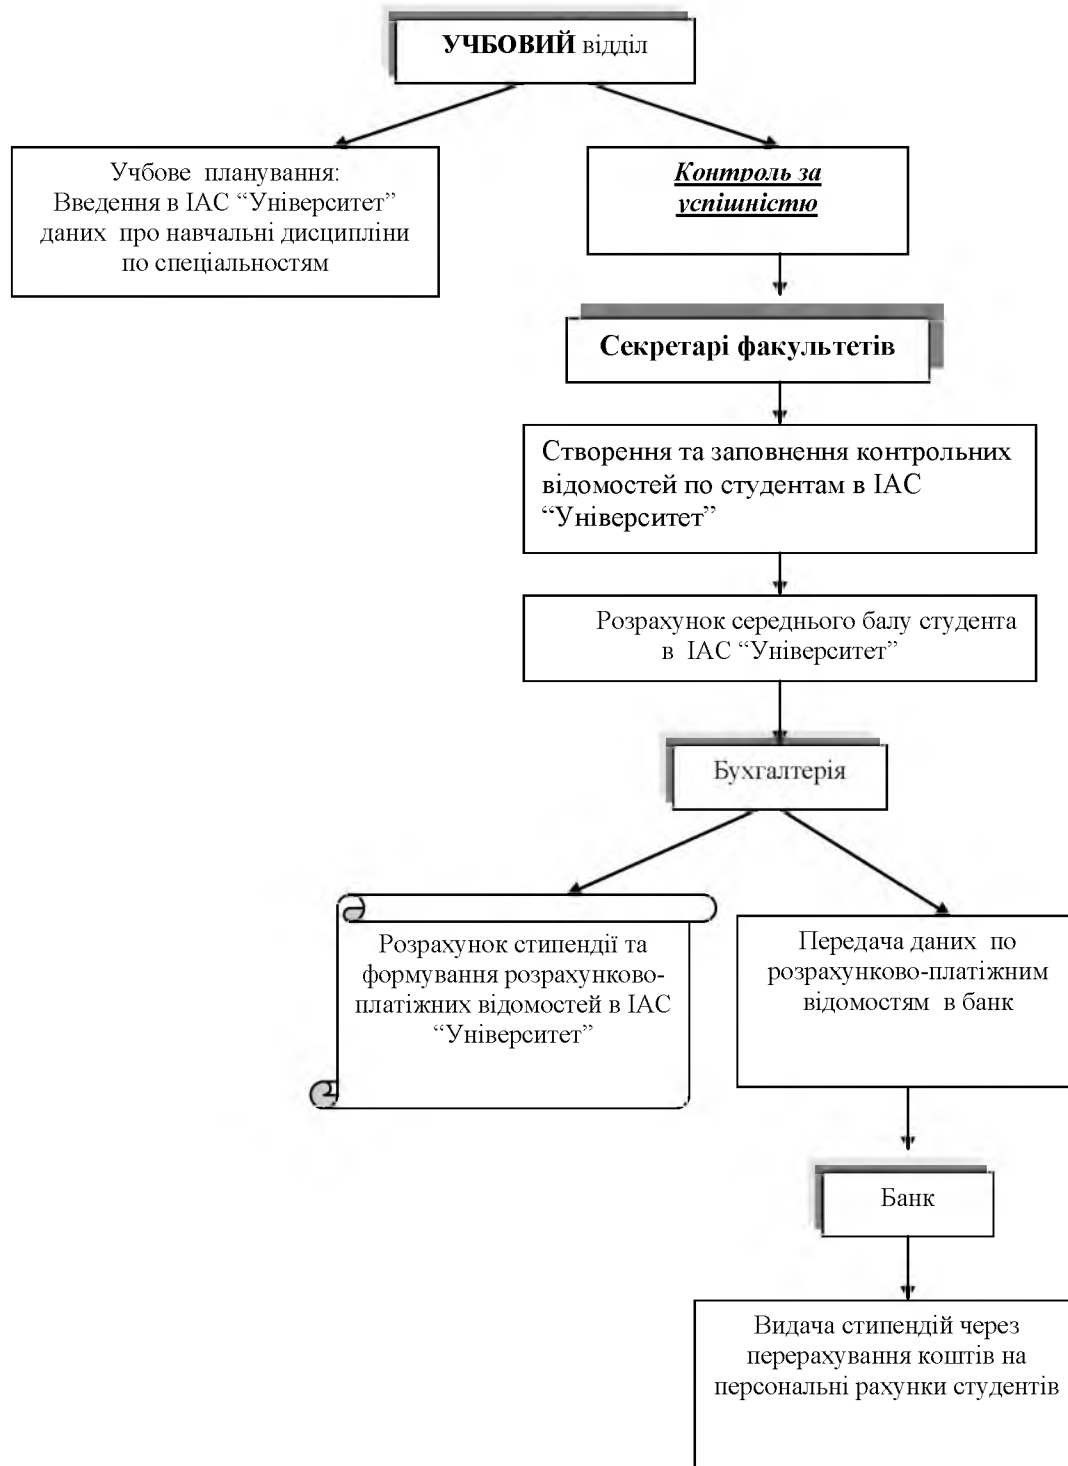 УЧБОВИЙ відділ
Учбове планування:
Введення в ІАС “Університет”
даних про навчальні дисципліни
по спеціальностям
Контроль за
успішністю
Секретарі факультетів
Створення та заповнення контрольних
відомостей по студентам в ІАС
“Університет”
Розрахунок середнього балу студента
в ІАС “Університет”
Бухгалтерія
Розрахунок стипендії та
формування розрахунково-
платіжних відомостей в ІАС
“Університет”
Передача даних по
розрахунково-платіжним
відомостям в банк
Банк
Видача стипендій через
перерахування коштів на
персональні рахунки студентів